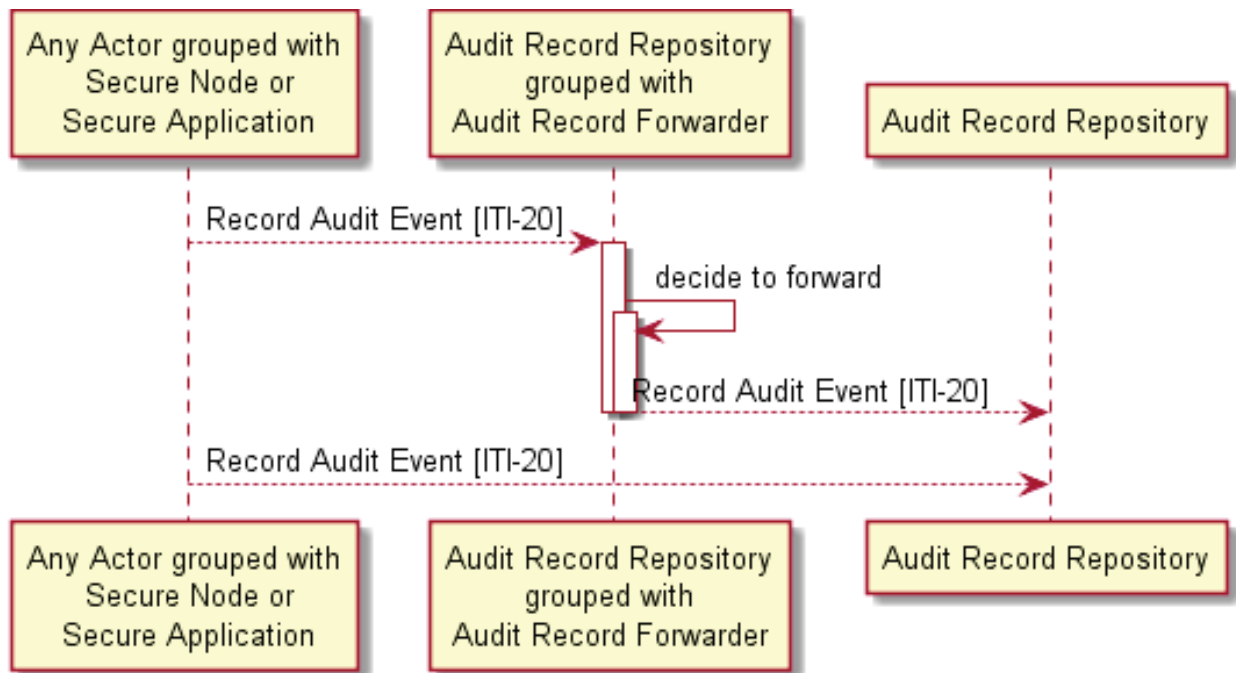 Any Actor grouped with
Secure Node or
Secure Application
Audit Record Repository
grouped with
Audit Record Forwarder
Audit Record Repository
Record Audit Event [ITI-20]
decide to forward
Record Audit Event [ITI-20]
Record Audit Event [ITI-20]
Any Actor grouped with
Secure Node or
Secure Application
Audit Record Repository
grouped with
Audit Record Forwarder
Audit Record Repository